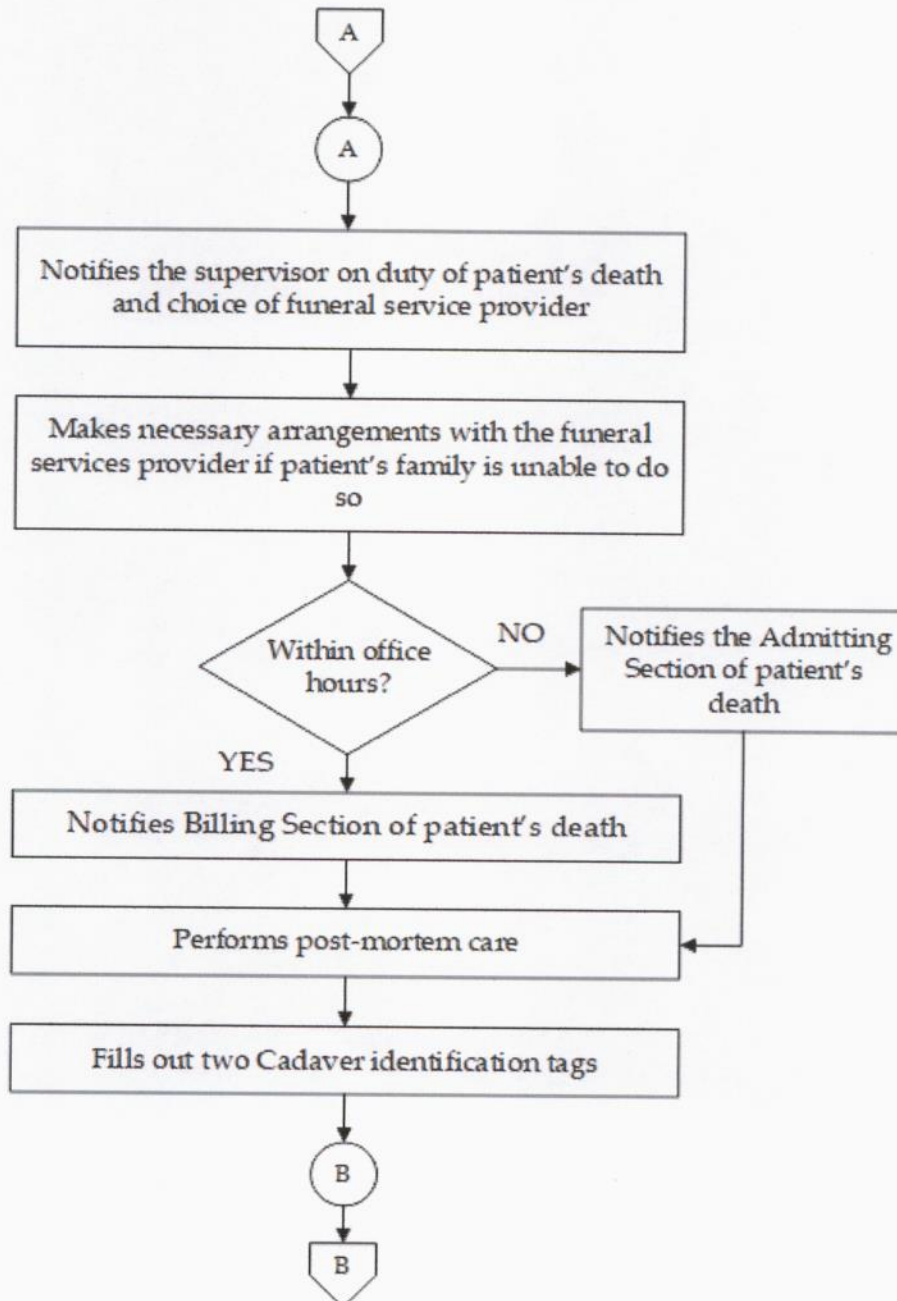 A
A
Notifies the supervisor on duty of patient's death
and choice of funeral service provider
Makes necessary arrangements with the funeral
services provider if patient's family is unable to do
so
Within office
hours?
NO
Notifies the Admitting
Section of patient's
death
YES
Notifies Billing Section of patient's death
Performs post-mortem care
Fills out two Cadaver identification tags
B
B